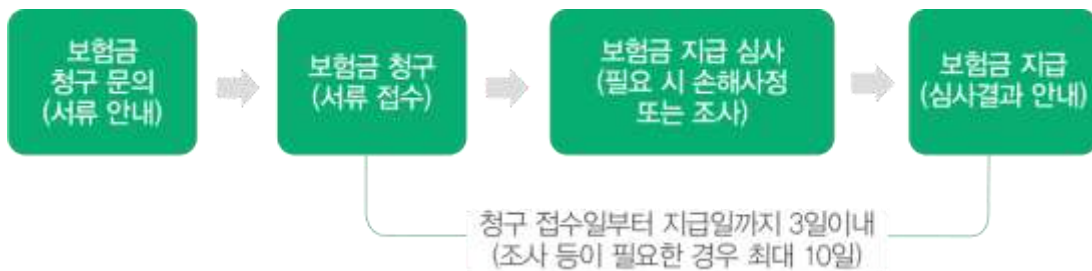 보험금
청구 문의
(서류 안내)
보험금 청구
(서류 접수)
보험금 지급 심사
(필요 시 손해사정
또는 조사)
보험금 지급
(심사결과 안내)
청구 접수일부터 지급일까지 3일이내
(조사 등이 필요한 경우 최대 10일)